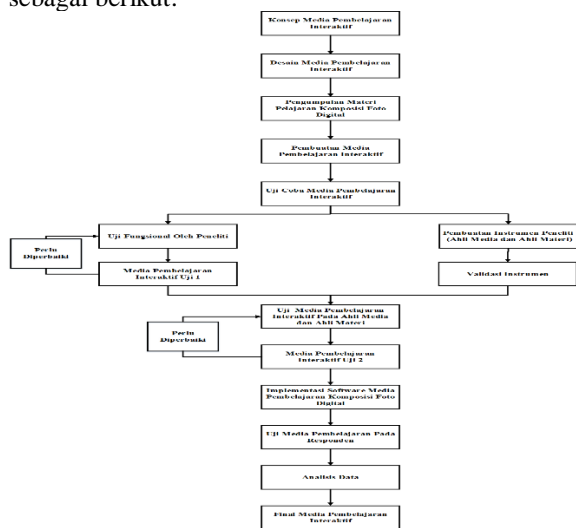 sebagai berikut:
Konsep Media Pembelajaran
Interaktif
Desain Media Pembelajaran
Interaktif
Pengumpulan Materi
Pelajaran Komposisi Foto
Digital
Pembuatan Media
Pembelajaran Interaktif
Uji Coba Media Pembelajaran
Interaktif
Uji Fungsional Oleh Peneliti
Pembuatan Instrumen Peneliti
(Ahli Media dan Ahli Materi)
Perlu
Diperbaiki
Media Pembelajaran
Interaktif Uji 1
Validasi Instrumen
Uji Media Pembelajaran
Interaktif Pada Ahli Media
dan Ahli Materi
Perlu
Diperbaiki
Media Pembelajaran
Interaktif Uji 2
Implementasi Software Media
Pembelajaran Komposisi Foto
Digital
Uji Media Pembelajaran Pada
Responden
Analisis Data
Final Media Pembelajaran
Interaktif